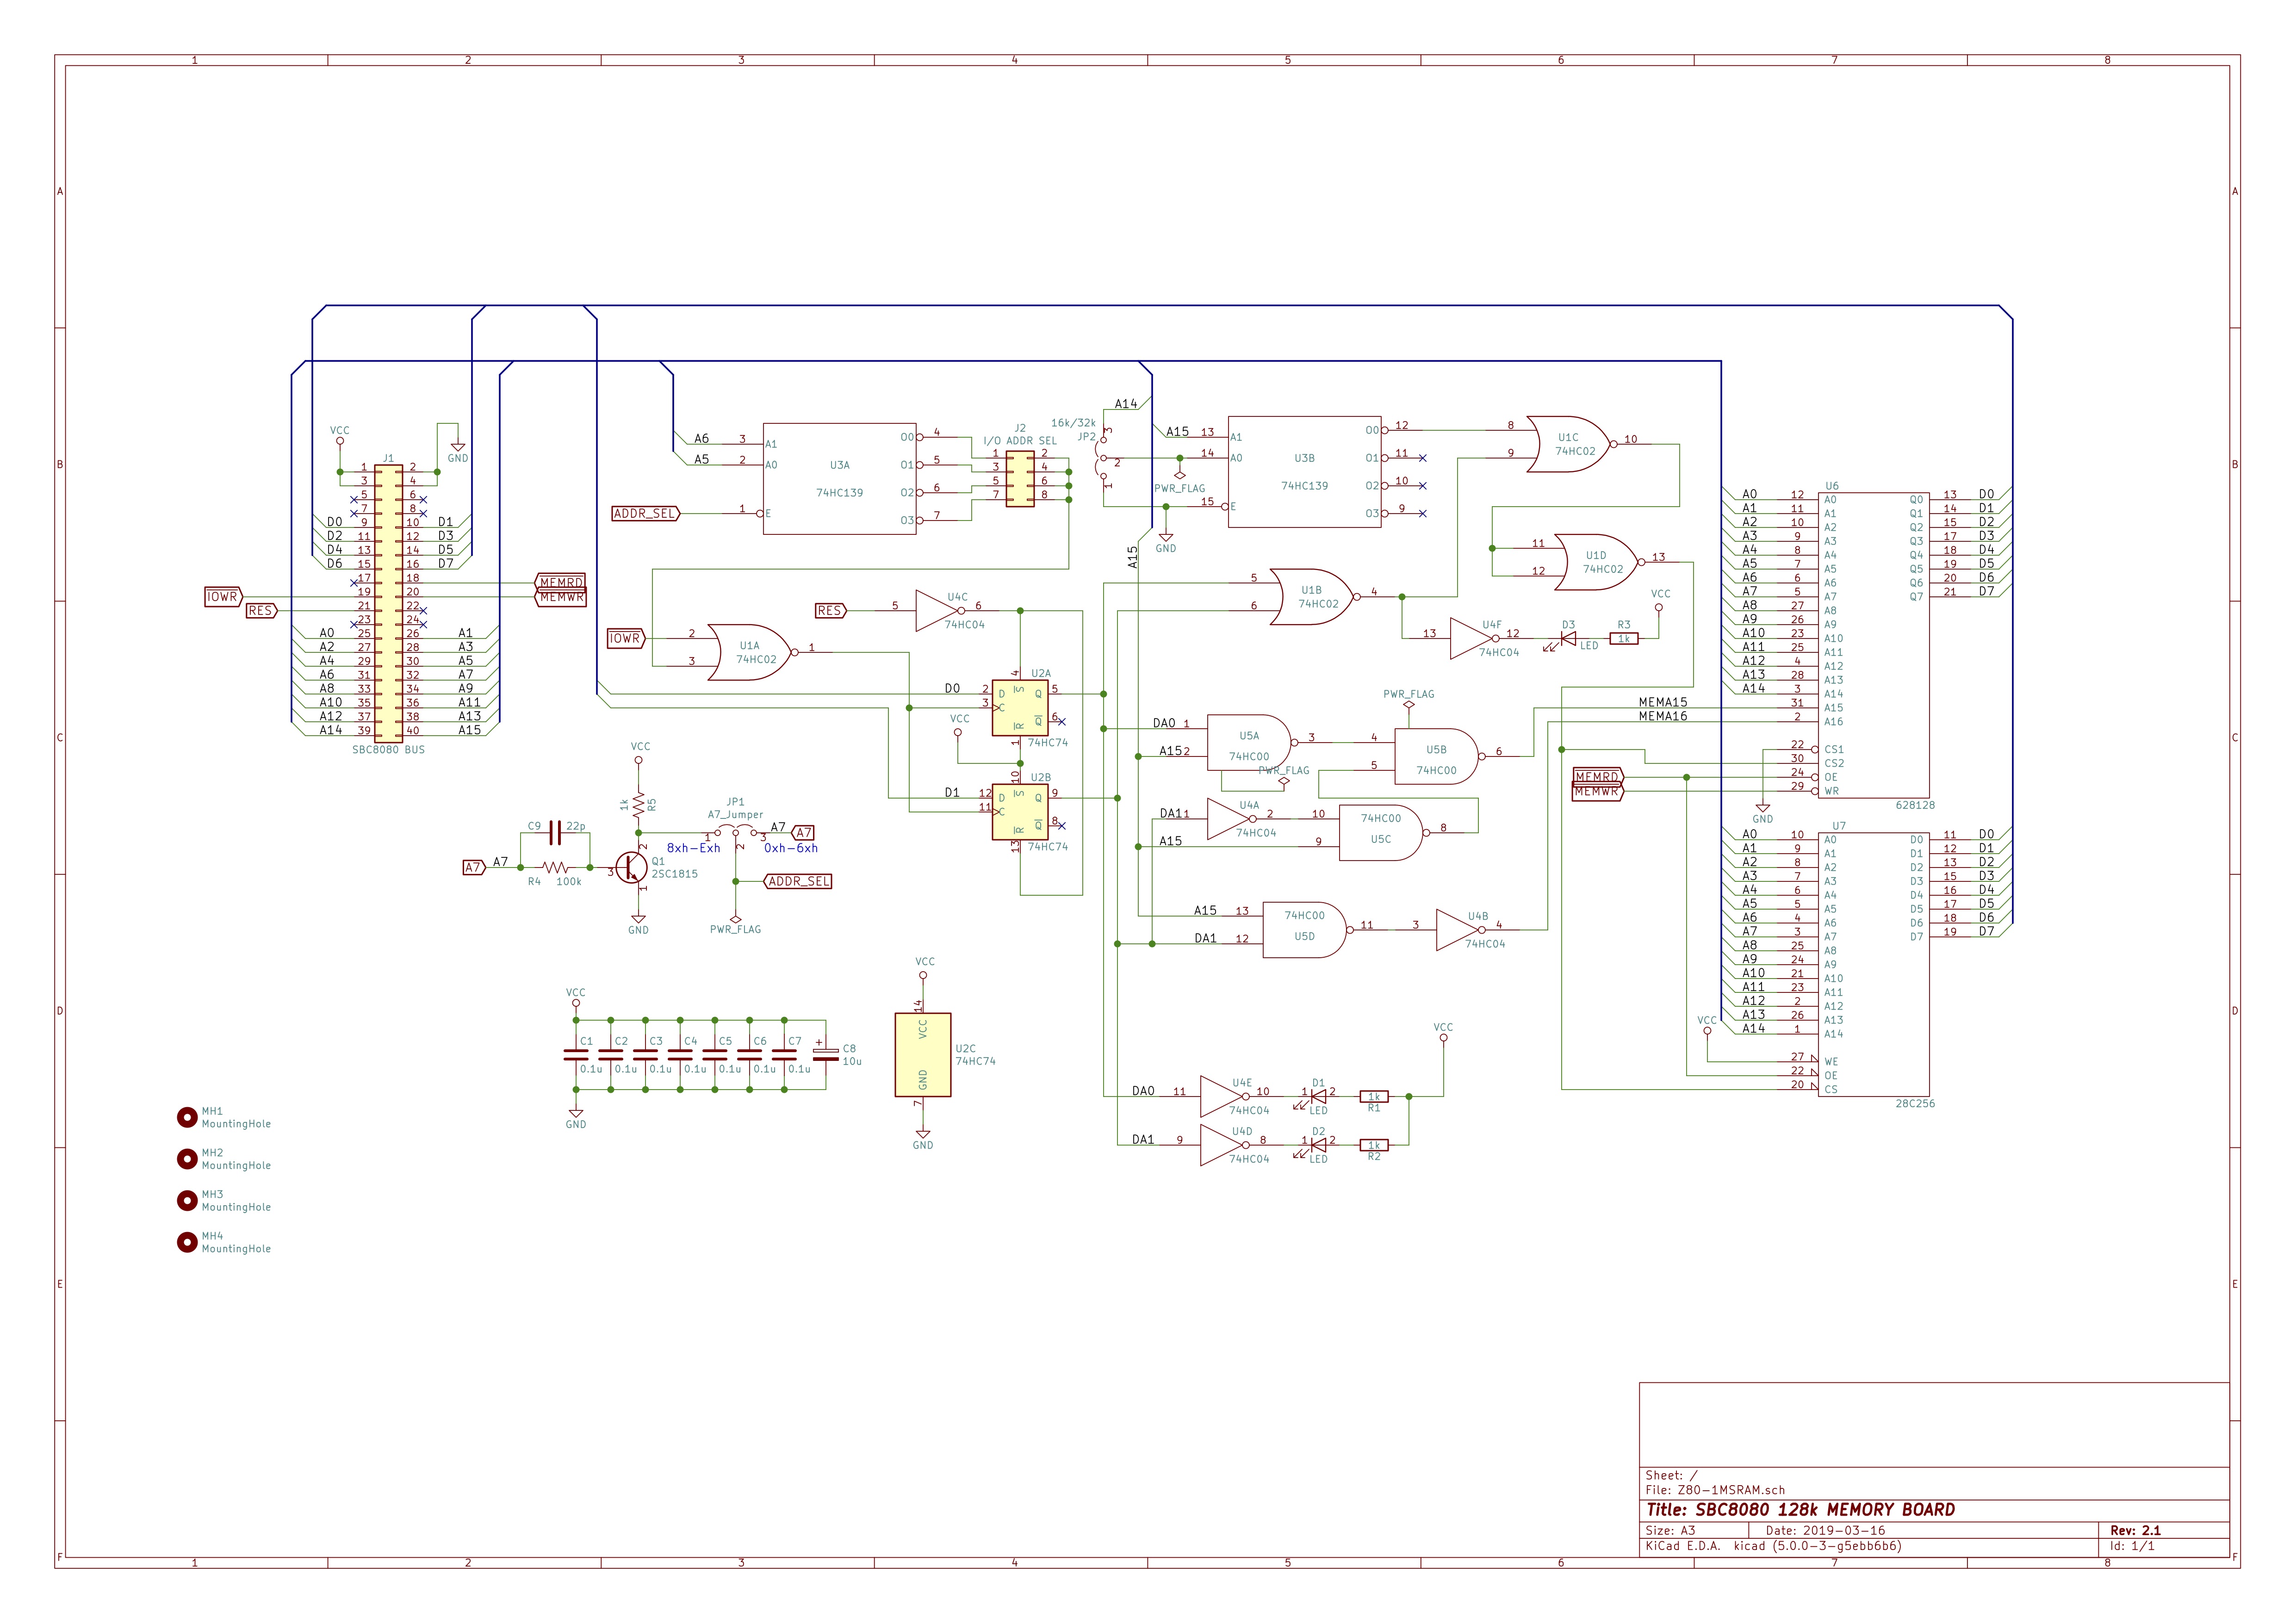 1 2 3 4 5 6 7 8
A A
B B
C C
D D
E E
F F
1 2 3 4 5 6 7 8
VCC
GND
J1
1 2
3 4
5 6
7 8
D0 9 10 D1
D2 11 12 D3
D4 13 14 D5
D6 15 16 D7
17 18 MEMRD
IOWR 19 20 MEMWR
RES 21 22
23 24
A0 25 26 A1
A2 27 28 A3
A4 29 30 A5
A6 31 32 A7
A8 33 34 A9
A10 35 36 A11
A12 37 38 A13
A14 39 40 A15
SBC8080 BUS
A6 3 A1 O0 4
A5 2 A0 O1 5
U3A
74HC139
O2 6
ADDR_SEL 1 E O3 7
J2
I/O ADDR SEL
1 2
3 4
5 6
7 8
A14
16k/32k
JP2
3
2
1
PWR_FLAG
GND
A15
A15 13 A1 O0 12
14 A0 O1 11
U3B
74HC139
O2 10
15 E O3 9
8
9
U1C
74HC02
10
11
12
U1D
74HC02
13
5
6
U1B
74HC02
4
13 U4F 12
74HC04
D3
LED
R3
1k
VCC
RES 5 U4C 6
74HC04
IOWR 2
3
U1A
74HC02
1
U2A
4
D0 2 D S Q 5
3 C R Q 6
1
74HC74
VCC
U2B
10
D1 12 D S Q 9
11 C R Q 8
13
74HC74
DA0 1
A15 2
U5A
74HC00
3
PWR_FLAG
PWR_FLAG
4
5
U5B
74HC00
6
DA1 1 U4A 2
74HC04
10
A15 9
74HC00
U5C
8
A15 13
DA1 12
74HC00
U5D
11
3 U4B 4
74HC04
MEMA15
MEMA16
MEMRD
MEMWR
GND
U6
A0 12 A0 Q0 13 D0
A1 11 A1 Q1 14 D1
A2 10 A2 Q2 15 D2
A3 9 A3 Q3 17 D3
A4 8 A4 Q4 18 D4
A5 7 A5 Q5 19 D5
A6 6 A6 Q6 20 D6
A7 5 A7 Q7 21 D7
A8 27 A8
A9 26 A9
A10 23 A10
A11 25 A11
A12 4 A12
A13 28 A13
A14 3 A14
31 A15
2 A16
22 CS1
30 CS2
24 OE
29 WR
628128
U7
A0 10 A0 D0 11 D0
A1 9 A1 D1 12 D1
A2 8 A2 D2 13 D2
A3 7 A3 D3 15 D3
A4 6 A4 D4 16 D4
A5 5 A5 D5 17 D5
A6 4 A6 D6 18 D6
A7 3 A7 D7 19 D7
A8 25 A8
A9 24 A9
A10 21 A10
A11 23 A11
A12 2 A12
A13 26 A13
A14 1 A14
VCC
27 WE
22 OE
20 CS
28C256
VCC
1k
R5
C9 22p
A7 A7
R4 100k
3
2
1
Q1
2SC1815
GND
JP1
A7_Jumper
1 2 3
A7 A7
8xh-Exh 0xh-6xh
ADDR_SEL
PWR_FLAG
VCC
C1 C2 C3 C4 C5 C6 C7 + C8
0.1u 0.1u 0.1u 0.1u 0.1u 0.1u 0.1u 10u
GND
VCC
14
VCC
U2C
74HC74
GND
7
GND
VCC
DA0 11 U4E 10
74HC04
1 D1 2
LED
1k
R1
DA1 9 U4D 8
74HC04
1 D2 2
LED
1k
R2
MH1
MountingHole
MH2
MountingHole
MH3
MountingHole
MH4
MountingHole
Sheet: /
File: Z80-1MSRAM.sch
Title: SBC8080 128k MEMORY BOARD
Size: A3 Date: 2019-03-16 Rev: 2.1
KiCad E.D.A. kicad (5.0.0-3-g5ebb6b6) Id: 1/1